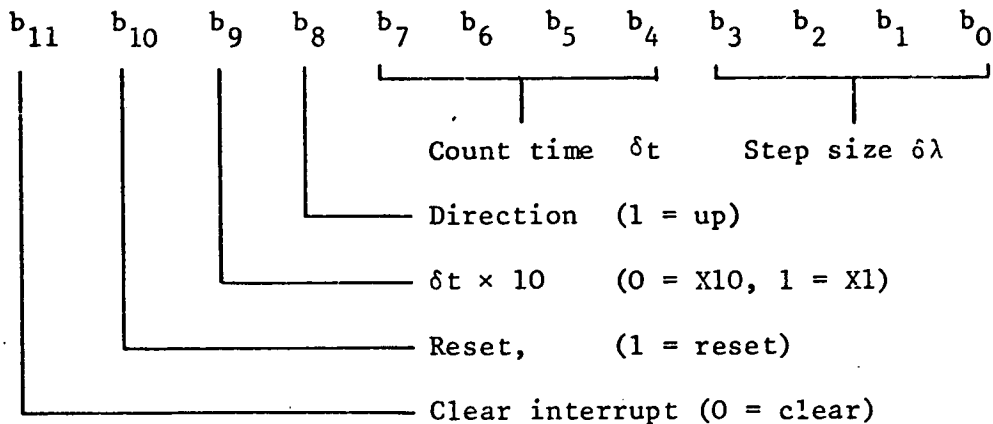 b11 b10 b9 b8 b7 b6 b5 b4 b3 b2 b1 b0
Count time δt Step size δλ
Direction (1 = up)
δt × 10 (0 = X10, 1 = X1)
Reset, (1 = reset)
Clear interrupt (0 = clear)